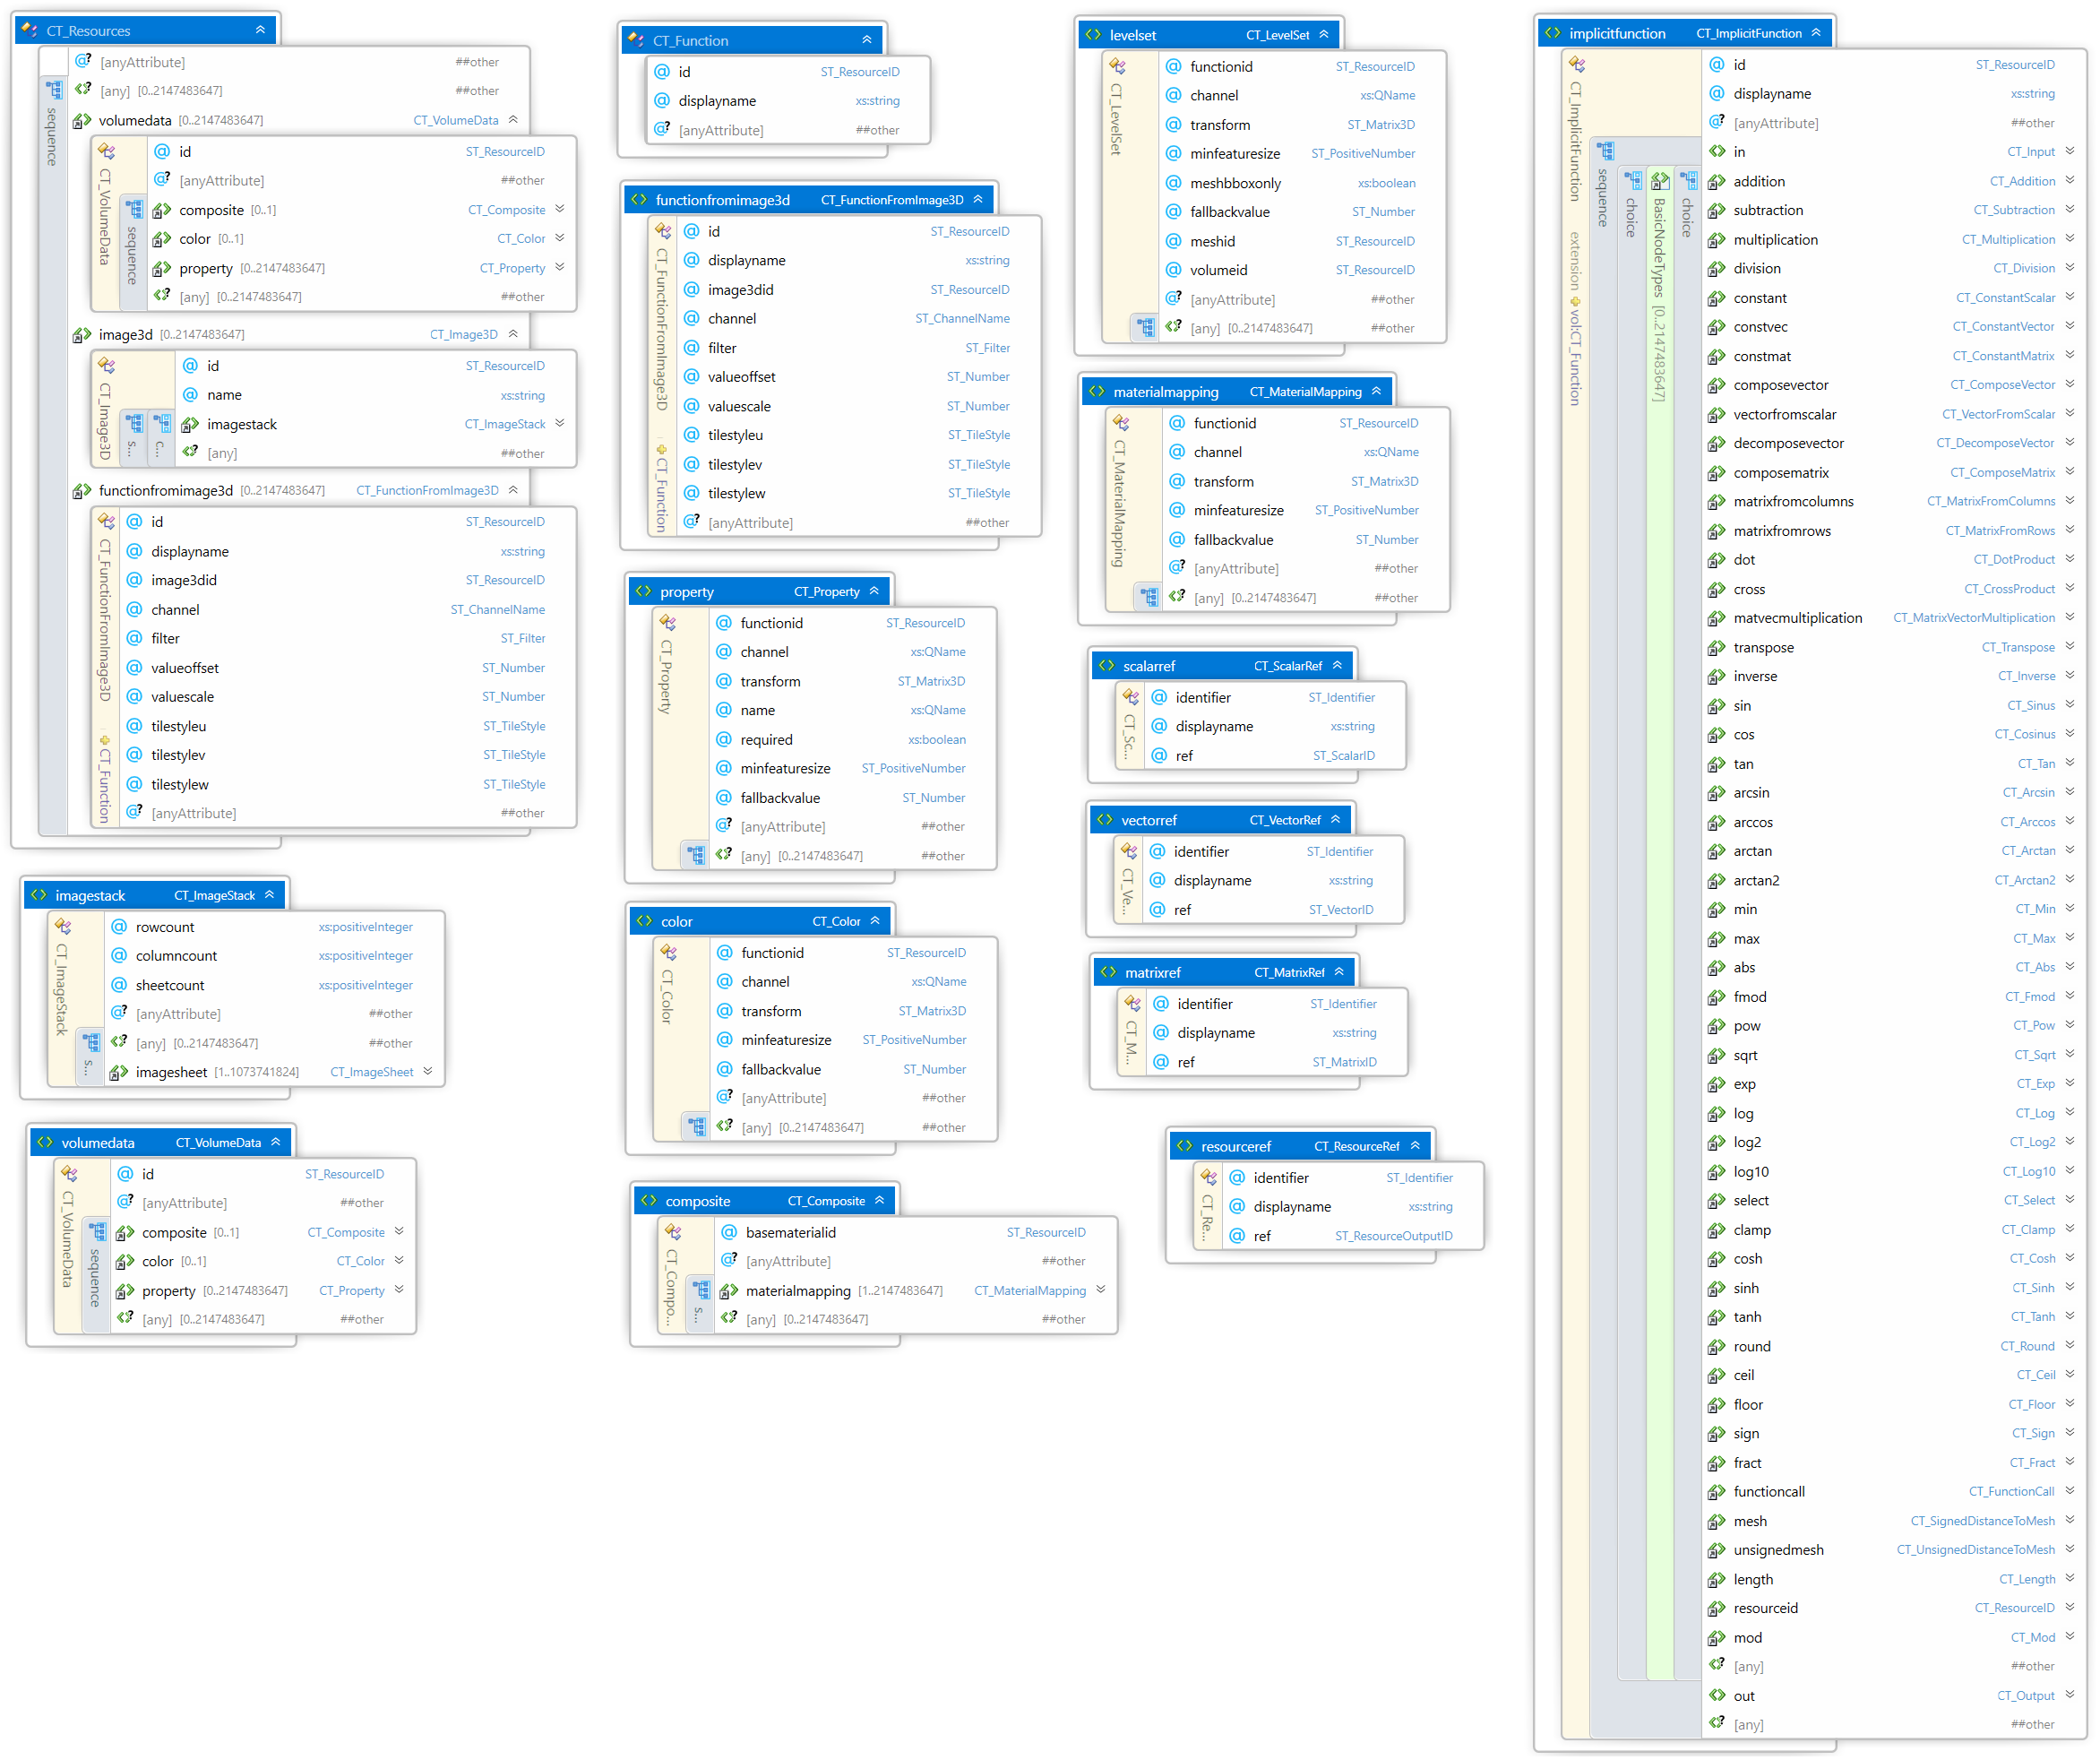 CT_Resources
[anyAttribute] ##other
[any] [0..2147483647] ##other
sequence
volumedata [0..2147483647] CT_VolumeData
CT_VolumeData
id ST_ResourceID
[anyAttribute] ##other
sequence
composite [0..1] CT_Composite
color [0..1] CT_Color
property [0..2147483647] CT_Property
[any] [0..2147483647] ##other
image3d [0..2147483647] CT_Image3D
CT_Image3D
id ST_ResourceID
name xs:string
s...
c...
imagestack CT_ImageStack
[any] ##other
functionfromimage3d [0..2147483647] CT_FunctionFromImage3D
CT_FunctionFromImage3D
CT_Function
id ST_ResourceID
displayname xs:string
image3did ST_ResourceID
channel ST_ChannelName
filter ST_Filter
valueoffset ST_Number
valuescale ST_Number
tilestyleu ST_TileStyle
tilestylev ST_TileStyle
tilestylew ST_TileStyle
[anyAttribute] ##other
imagestack CT_ImageStack
CT_ImageStack
rowcount xs:positiveInteger
columncount xs:positiveInteger
sheetcount xs:positiveInteger
[anyAttribute] ##other
s...
[any] [0..2147483647] ##other
imagesheet [1..1073741824] CT_ImageSheet
volumedata CT_VolumeData
CT_VolumeData
id ST_ResourceID
[anyAttribute] ##other
sequence
composite [0..1] CT_Composite
color [0..1] CT_Color
property [0..2147483647] CT_Property
[any] [0..2147483647] ##other
CT_Function
id ST_ResourceID
displayname xs:string
[anyAttribute] ##other
functionfromimage3d CT_FunctionFromImage3D
CT_FunctionFromImage3D
CT_Function
id ST_ResourceID
displayname xs:string
image3did ST_ResourceID
channel ST_ChannelName
filter ST_Filter
valueoffset ST_Number
valuescale ST_Number
tilestyleu ST_TileStyle
tilestylev ST_TileStyle
tilestylew ST_TileStyle
[anyAttribute] ##other
property CT_Property
CT_Property
functionid ST_ResourceID
channel xs:QName
transform ST_Matrix3D
name xs:QName
required xs:boolean
minfeaturesize ST_PositiveNumber
fallbackvalue ST_Number
[anyAttribute] ##other
[any] [0..2147483647] ##other
color CT_Color
CT_Color
functionid ST_ResourceID
channel xs:QName
transform ST_Matrix3D
minfeaturesize ST_PositiveNumber
fallbackvalue ST_Number
[anyAttribute] ##other
[any] [0..2147483647] ##other
composite CT_Composite
CT_Compo...
basematerialid ST_ResourceID
[anyAttribute] ##other
s...
materialmapping [1..2147483647] CT_MaterialMapping
[any] [0..2147483647] ##other
levelset CT_LevelSet
CT_LevelSet
functionid ST_ResourceID
channel xs:QName
transform ST_Matrix3D
minfeaturesize ST_PositiveNumber
meshbboxonly xs:boolean
fallbackvalue ST_Number
meshid ST_ResourceID
volumeid ST_ResourceID
[anyAttribute] ##other
[any] [0..2147483647] ##other
materialmapping CT_MaterialMapping
CT_MaterialMapping
functionid ST_ResourceID
channel xs:QName
transform ST_Matrix3D
minfeaturesize ST_PositiveNumber
fallbackvalue ST_Number
[anyAttribute] ##other
[any] [0..2147483647] ##other
scalarref CT_ScalarRef
CT_Sc...
identifier ST_Identifier
displayname xs:string
ref ST_ScalarID
vectorref CT_VectorRef
CT_Ve...
identifier ST_Identifier
displayname xs:string
ref ST_VectorID
matrixref CT_MatrixRef
CT_M...
identifier ST_Identifier
displayname xs:string
ref ST_MatrixID
resourceref CT_ResourceRef
CT_Re...
identifier ST_Identifier
displayname xs:string
ref ST_ResourceOutputID
implicitfunction CT_ImplicitFunction
CT_ImplicitFunction
extension vol:CT_Function
sequence
choice
BasicNodeTypes [0..2147483647]
choice
id ST_ResourceID
displayname xs:string
[anyAttribute] ##other
in CT_Input
addition CT_Addition
subtraction CT_Subtraction
multiplication CT_Multiplication
division CT_Division
constant CT_ConstantScalar
constvec CT_ConstantVector
constmat CT_ConstantMatrix
composevector CT_ComposeVector
vectorfromscalar CT_VectorFromScalar
decomposevector CT_DecomposeVector
composematrix CT_ComposeMatrix
matrixfromcolumns CT_MatrixFromColumns
matrixfromrows CT_MatrixFromRows
dot CT_DotProduct
cross CT_CrossProduct
matvecmultiplication CT_MatrixVectorMultiplication
transpose CT_Transpose
inverse CT_Inverse
sin CT_Sinus
cos CT_Cosinus
tan CT_Tan
arcsin CT_Arcsin
arccos CT_Arccos
arctan CT_Arctan
arctan2 CT_Arctan2
min CT_Min
max CT_Max
abs CT_Abs
fmod CT_Fmod
pow CT_Pow
sqrt CT_Sqrt
exp CT_Exp
log CT_Log
log2 CT_Log2
log10 CT_Log10
select CT_Select
clamp CT_Clamp
cosh CT_Cosh
sinh CT_Sinh
tanh CT_Tanh
round CT_Round
ceil CT_Ceil
floor CT_Floor
sign CT_Sign
fract CT_Fract
functioncall CT_FunctionCall
mesh CT_SignedDistanceToMesh
unsignedmesh CT_UnsignedDistanceToMesh
length CT_Length
resourceid CT_ResourceID
mod CT_Mod
[any] ##other
out CT_Output
[any] ##other